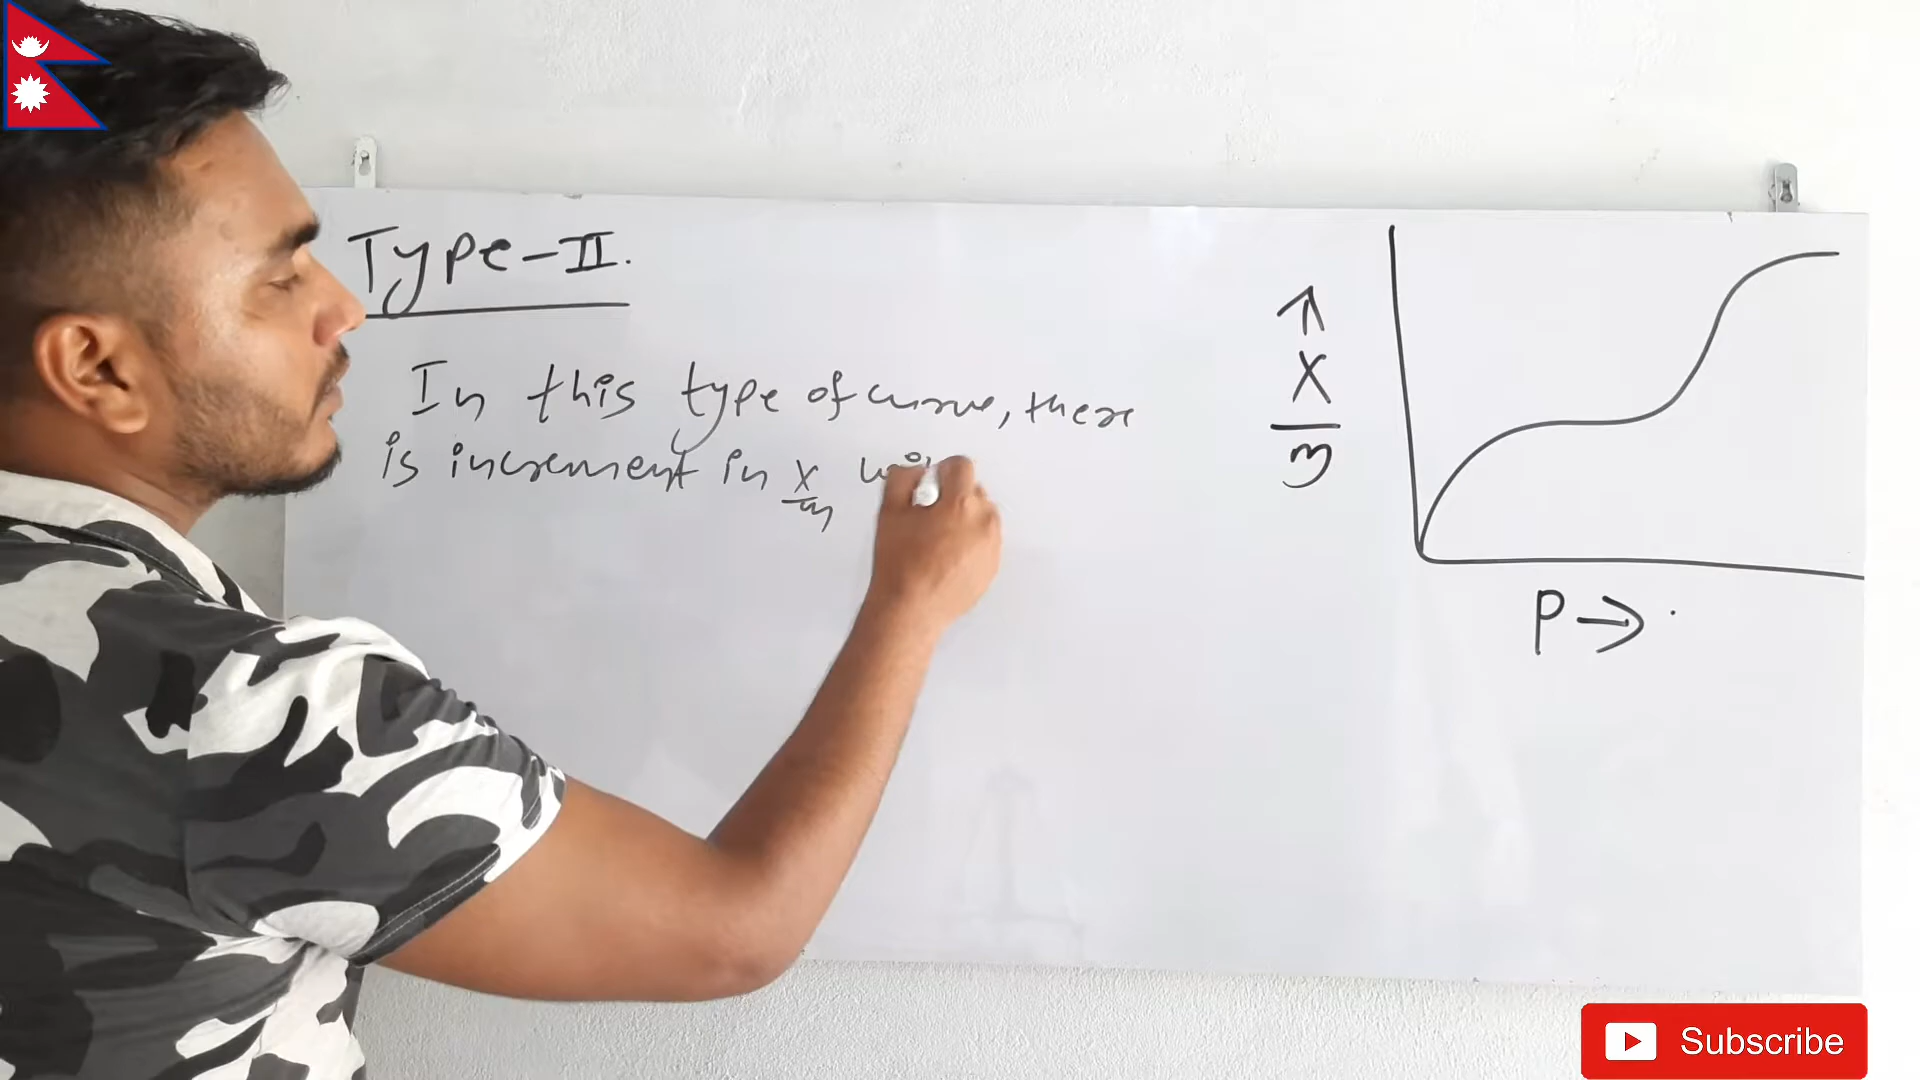 Type-II.
In this type of curve, there
is increment in x/m
↑
x
m
P →
Subscribe